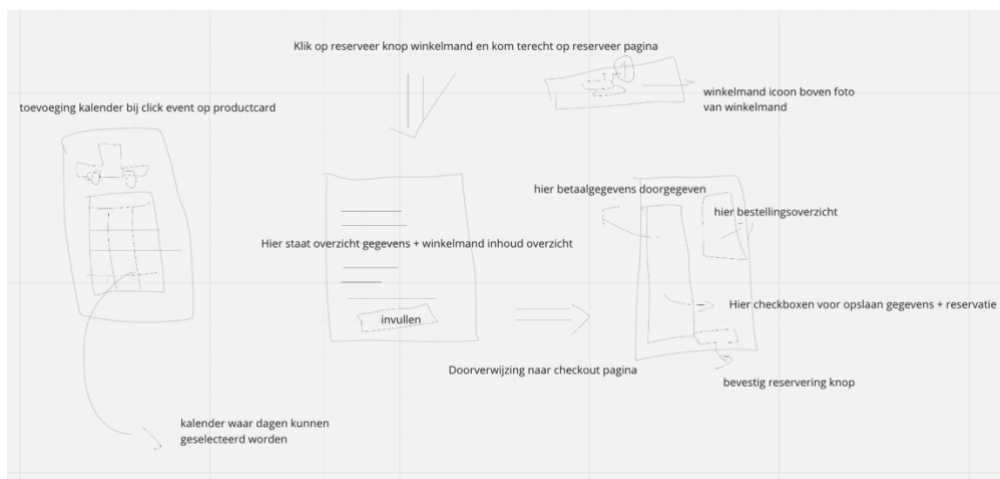 Klik op reserveer knop winkelmand en kom terecht op reserveer pagina
1
winkelmand icoon boven foto
van winkelmand
toevoeging kalender bij click event op productcard
hier betaalgegevens doorgegeven
hier bestellingsoverzicht
Hier staat overzicht gegevens + winkelmand inhoud overzicht
Hier checkboxen voor opslaan gegevens + reservatie
invullen
Doorverwijzing naar checkout pagina
bevestig reservering knop
kalender waar dagen kunnen
geselecteerd worden